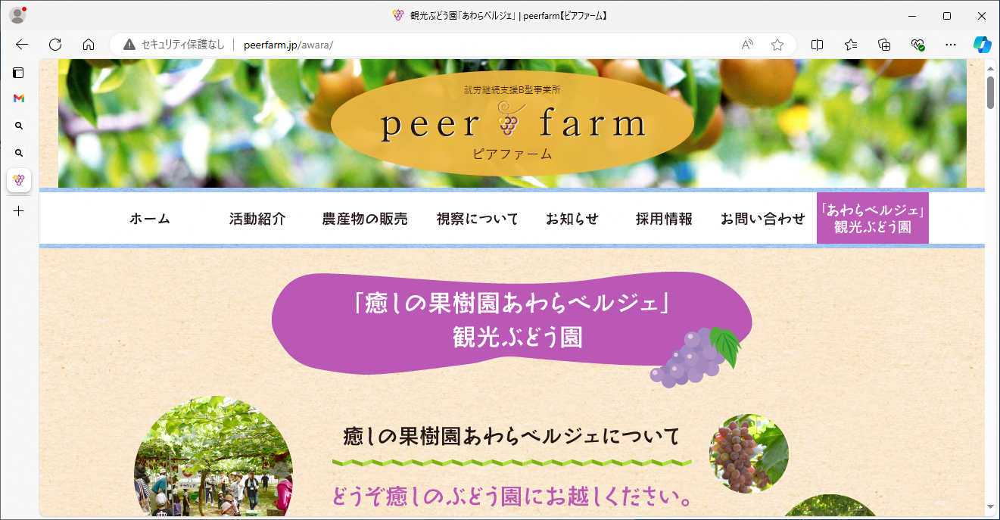 観光ぶどう園「あわらベルジェ」 | peerfarm【ピアファーム】
セキュリティ保護なし | peerfarm.jp/awara/
就労継続支援B型事業所
peer farm
ピアファーム
ホーム
活動紹介
農産物の販売
視察について
お知らせ
採用情報
お問い合わせ
「あわらベルジェ」
観光ぶどう園
「癒しの果樹園あわらベルジェ」
観光ぶどう園
癒しの果樹園あわらベルジェについて
どうぞ癒しのぶどう園にお越しください。